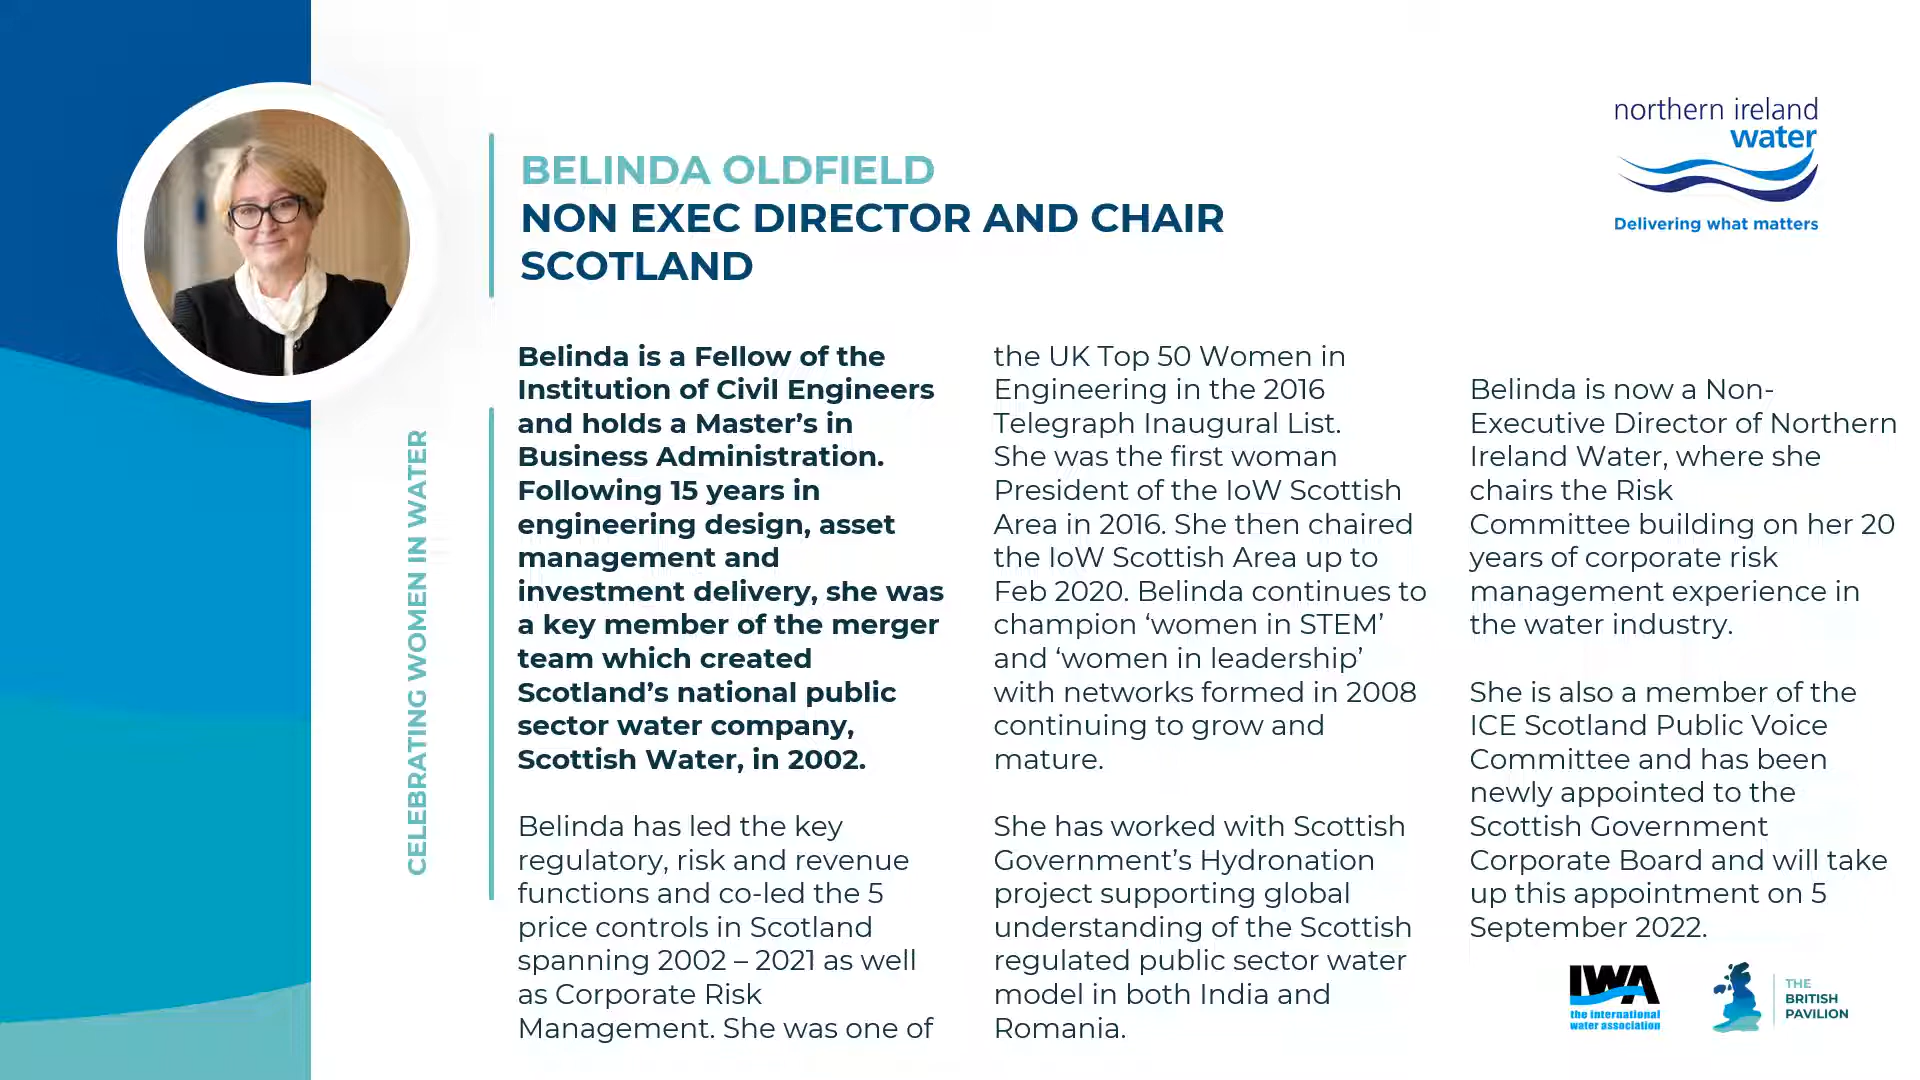 BELINDA OLDFIELD
NON EXEC DIRECTOR AND CHAIR
SCOTLAND
northern ireland
water
Delivering what matters
CELEBRATING WOMEN IN WATER
Belinda is a Fellow of the
Institution of Civil Engineers
and holds a Master’s in
Business Administration.
Following 15 years in
engineering design, asset
management and
investment delivery, she was
a key member of the merger
team which created
Scotland’s national public
sector water company,
Scottish Water, in 2002.
Belinda has led the key
regulatory, risk and revenue
functions and co-led the 5
price controls in Scotland
spanning 2002 – 2021 as well
as Corporate Risk
Management. She was one of
the UK Top 50 Women in
Engineering in the 2016
Telegraph Inaugural List.
She was the first woman
President of the IoW Scottish
Area in 2016. She then chaired
the IoW Scottish Area up to
Feb 2020. Belinda continues to
champion ‘women in STEM’
and ‘women in leadership’
with networks formed in 2008
continuing to grow and
mature.
She has worked with Scottish
Government’s Hydronation
project supporting global
understanding of the Scottish
regulated public sector water
model in both India and
Romania.
Belinda is now a Non-
Executive Director of Northern
Ireland Water, where she
chairs the Risk
Committee building on her 20
years of corporate risk
management experience in
the water industry.
She is also a member of the
ICE Scotland Public Voice
Committee and has been
newly appointed to the
Scottish Government
Corporate Board and will take
up this appointment on 5
September 2022.
IWA
the international
water association
THE
BRITISH
PAVILION